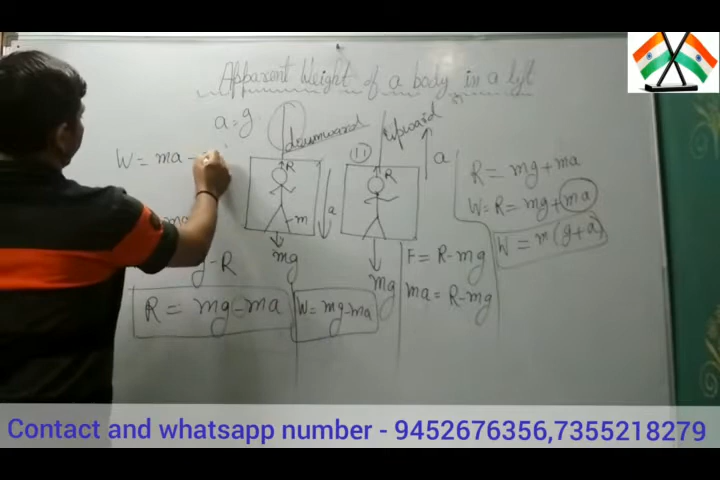 Apparent Weight of a body in a lift
a = g
W = ma -
downward
upward
(ii)
R
R
a
a
m
mg
mg
ma
g - R
R = mg - ma
W = mg - ma
F = R - mg
ma = R - mg
R = mg + ma
W = R = mg + ma
W = m (g + a)
Contact and whatsapp number - 9452676356,7355218279